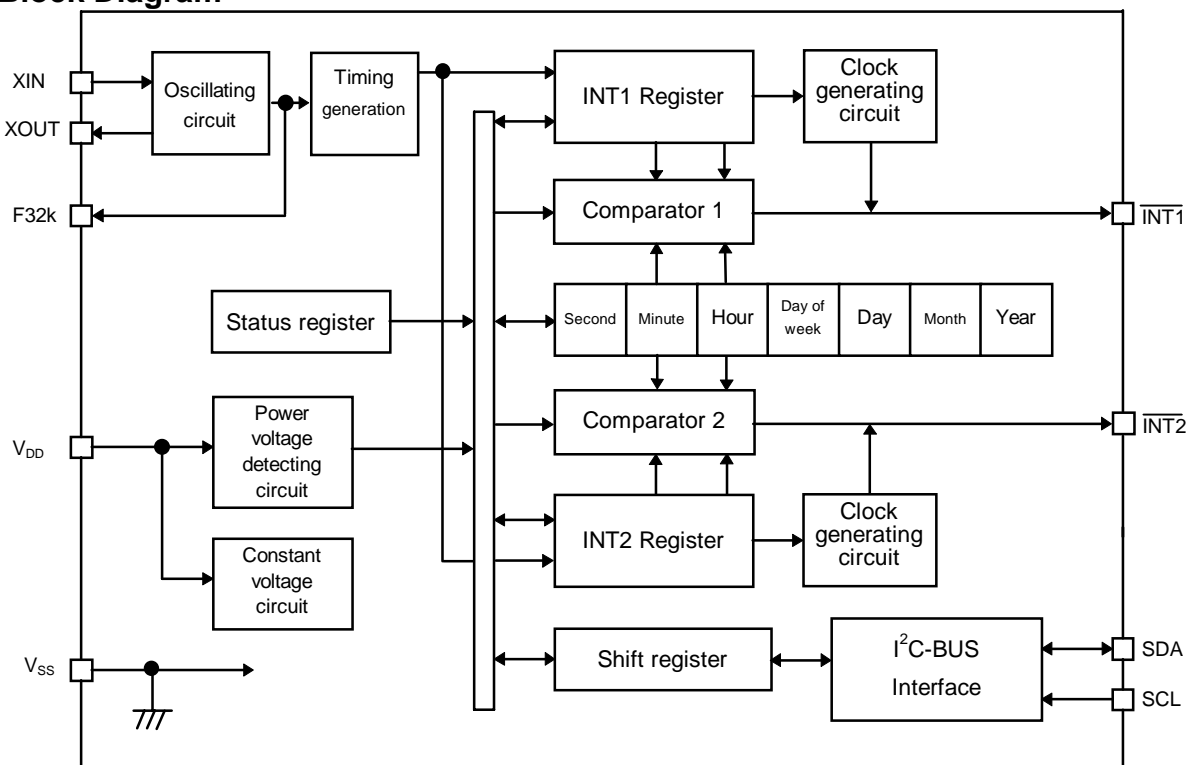 Block Diagram
XIN
XOUT
F32k
Oscillating
circuit
Timing
generation
INT1 Register
Clock
generating
circuit
Comparator 1
INT1
Status register
Second
Minute
Hour
Day of
week
Day
Month
Year
VDD
Power
voltage
detecting
circuit
Comparator 2
INT2
INT2 Register
Clock
generating
circuit
Constant
voltage
circuit
VSS
Shift register
I²C-BUS
Interface
SDA
SCL